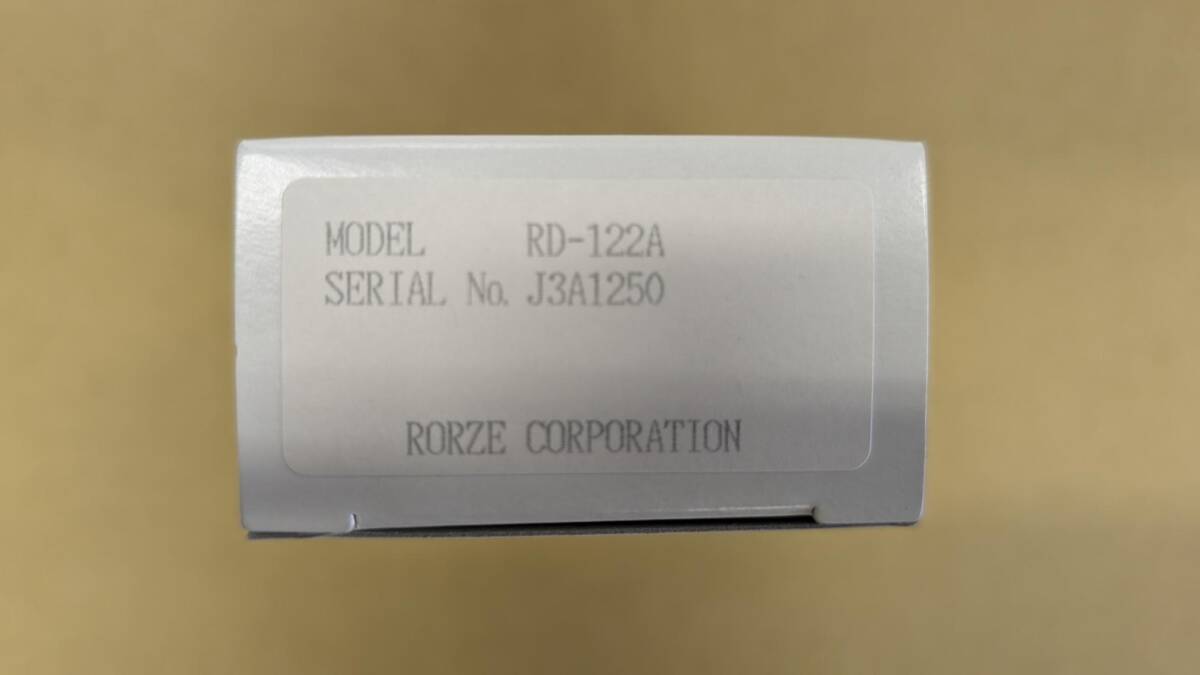 MODEL RD-122A
SERIAL No. J3A1250
RORZE CORPORATION